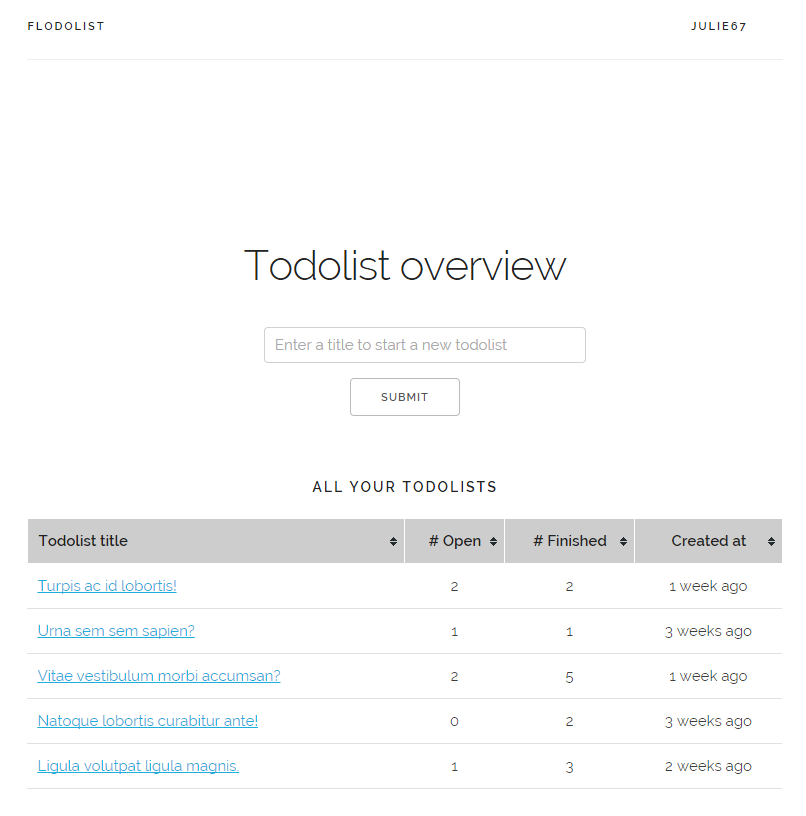 FLODOLIST JULIE67
Todolist overview
Enter a title to start a new todolist
SUBMIT
ALL YOUR TODOLISTS
Todolist title # Open # Finished Created at
Turpis ac id lobortis! 2 2 1 week ago
Urna sem sem sapien? 1 1 3 weeks ago
Vitae vestibulum morbi accumsan? 2 5 1 week ago
Natoque lobortis curabitur ante! 0 2 3 weeks ago
Ligula volutpat ligula magnis. 1 3 2 weeks ago